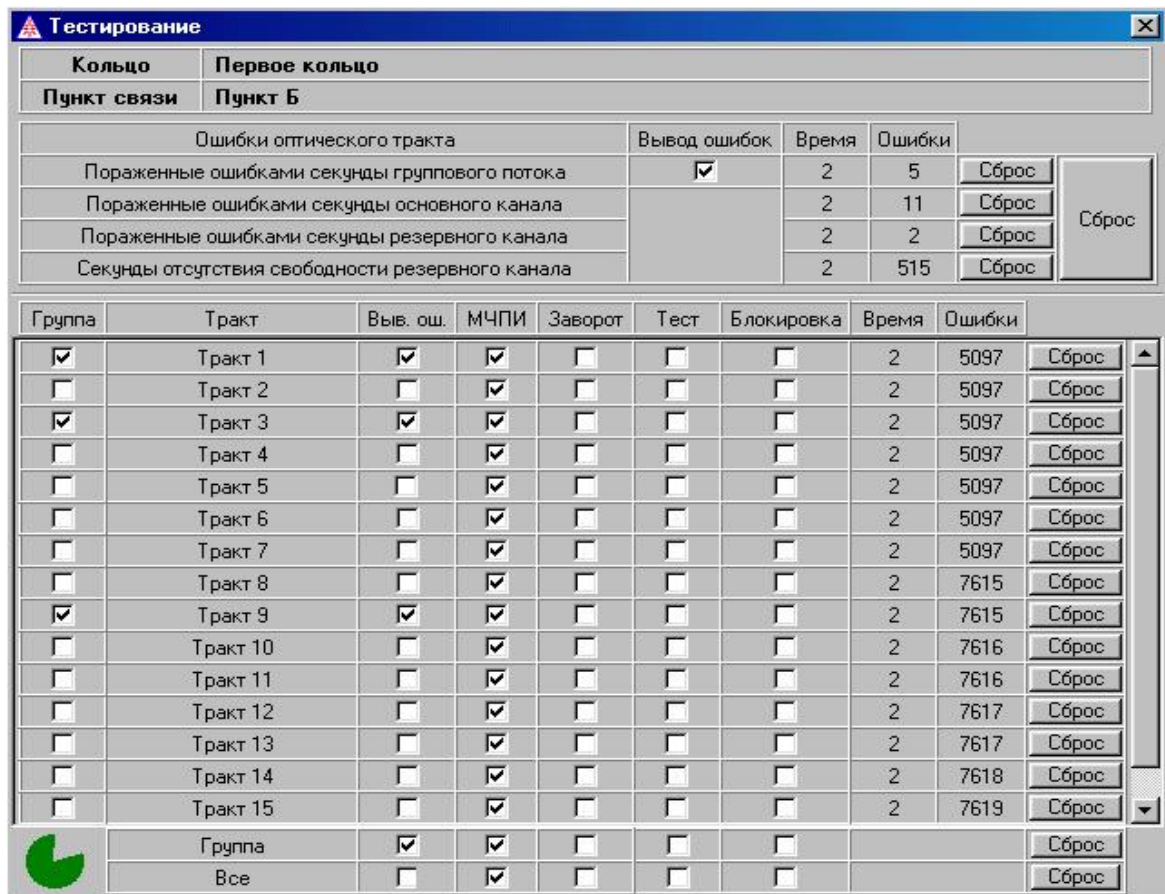 Тестирование
Кольцо Первое кольцо
Пункт связи Пункт Б
Ошибки оптического тракта Вывод ошибок Время Ошибки
Пораженные ошибками секунды группового потока 2 5 Сброс
Пораженные ошибками секунды основного канала 2 11 Сброс
Сброс
Пораженные ошибками секунды резервного канала 2 2 Сброс
Секунды отсутствия свободности резервного канала 2 515 Сброс
Группа Тракт Выв. ош. МЧПИ Заворот Тест Блокировка Время Ошибки
Тракт 1 2 5097 Сброс
Тракт 2 2 5097 Сброс
Тракт 3 2 5097 Сброс
Тракт 4 2 5097 Сброс
Тракт 5 2 5097 Сброс
Тракт 6 2 5097 Сброс
Тракт 7 2 5097 Сброс
Тракт 8 2 7615 Сброс
Тракт 9 2 7615 Сброс
Тракт 10 2 7616 Сброс
Тракт 11 2 7616 Сброс
Тракт 12 2 7617 Сброс
Тракт 13 2 7617 Сброс
Тракт 14 2 7618 Сброс
Тракт 15 2 7619 Сброс
Группа Сброс
Все Сброс